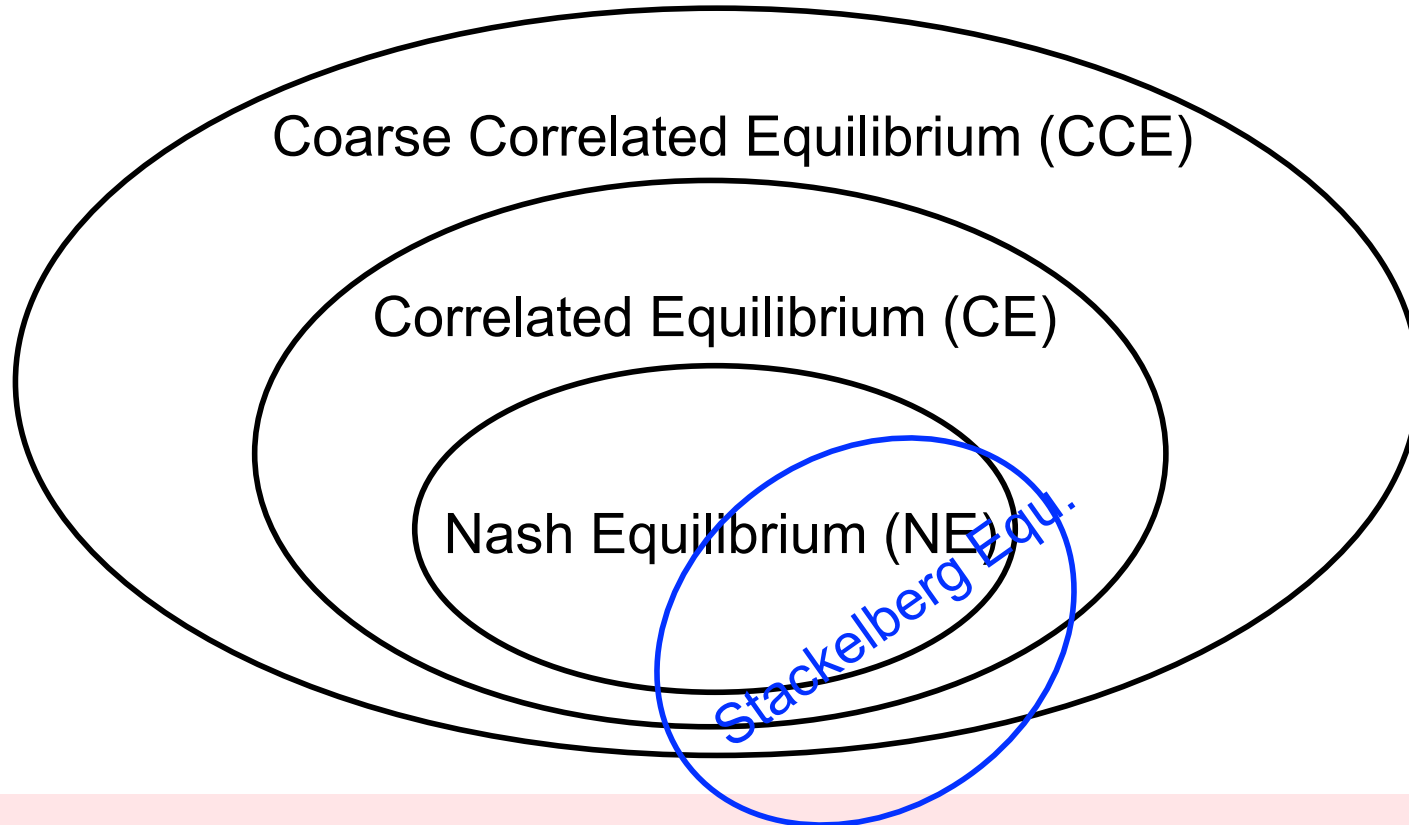 Coarse Correlated Equilibrium (CCE)
Correlated Equilibrium (CE)
Nash Equilibrium (NE)
Stackelberg Equ.